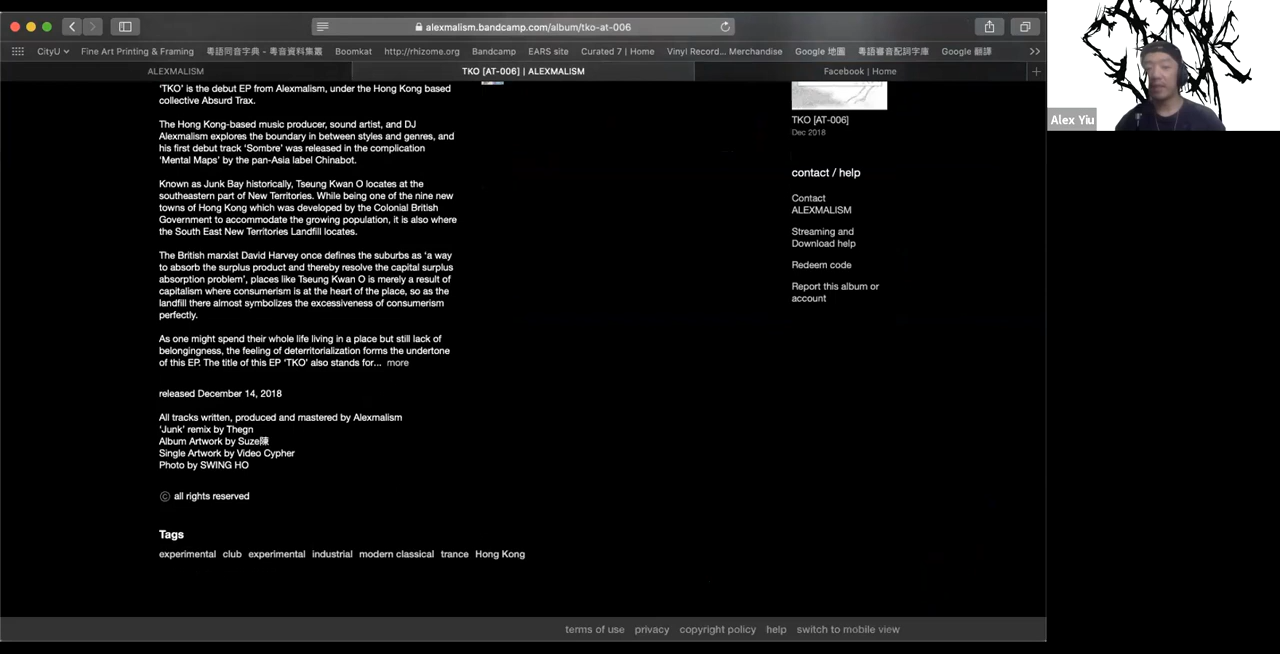 alexmalism.bandcamp.com/album/tko-at-006
CityU
Fine Art Printing & Framing
粵語同音字典 - 粵音資料集叢
Boomkat
http://rhizome.org
Bandcamp
EARS site
Curated 7 | Home
Vinyl Record... Merchandise
Google 地圖
粵語審音配詞字庫
Google 翻譯
ALEXMALISM
TKO [AT-006] | ALEXMALISM
Facebook | Home
'TKO' is the debut EP from Alexmalism, under the Hong Kong based
collective Absurd Trax.
The Hong Kong-based music producer, sound artist, and DJ
Alexmalism explores the boundary in between styles and genres, and
his first debut track 'Sombre' was released in the complication
'Mental Maps' by the pan-Asia label Chinabot.
Known as Junk Bay historically, Tseung Kwan O locates at the
southeastern part of New Territories. While being one of the nine new
towns of Hong Kong which was developed by the Colonial British
Government to accommodate the growing population, it is also where
the South East New Territories Landfill locates.
The British marxist David Harvey once defines the suburbs as 'a way
to absorb the surplus product and thereby resolve the capital surplus
absorption problem', places like Tseung Kwan O is merely a result of
capitalism where consumerism is at the heart of the place, so as the
landfill there almost symbolizes the excessiveness of consumerism
perfectly.
As one might spend their whole life living in a place but still lack of
belongingness, the feeling of deterritorialization forms the undertone
of this EP. The title of this EP 'TKO' also stands for... more
released December 14, 2018
All tracks written, produced and mastered by Alexmalism
'Junk' remix by Thegn
Album Artwork by Suze陳
Single Artwork by Video Cypher
Photo by SWING HO
© all rights reserved
Tags
experimental club experimental industrial modern classical trance Hong Kong
TKO [AT-006]
Dec 2018
contact / help
Contact
ALEXMALISM
Streaming and
Download help
Redeem code
Report this album or
account
terms of use privacy copyright policy help switch to mobile view
Alex Yiu